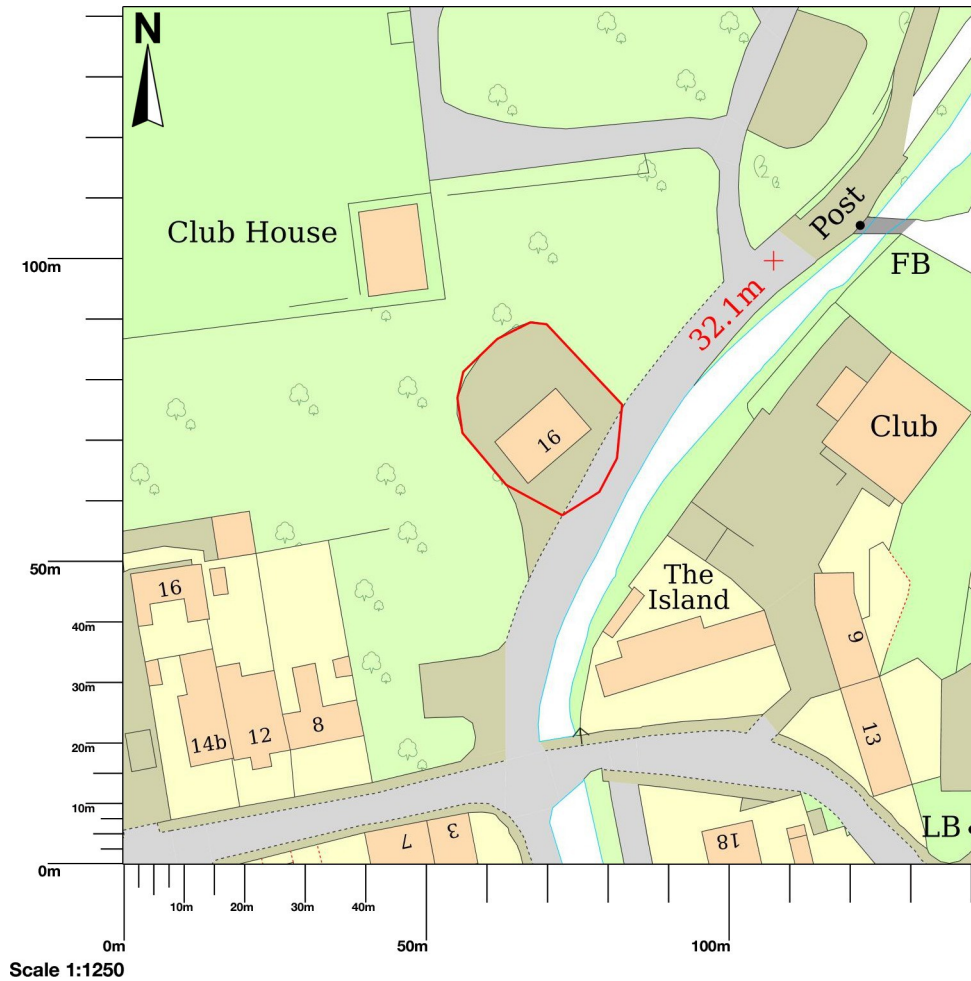 N
Club House
Post
100m
FB
32.1m
16
Club
50m
The
Island
16
40m
9
30m
8
12
14b
13
20m
10m
7
3
18
LB
0m
10m
20m
30m
40m
0m
50m
100m
Scale 1:1250